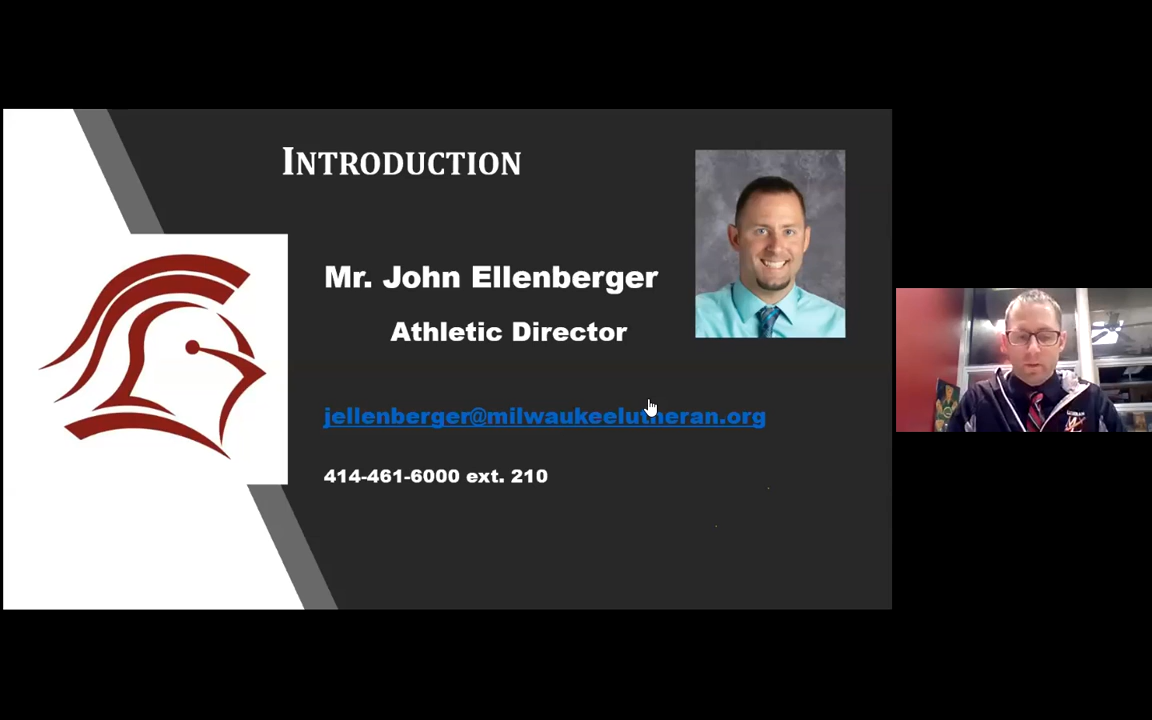 INTRODUCTION
Mr. John Ellenberger
Athletic Director
jellenberger@milwaukeelutheran.org
414-461-6000 ext. 210